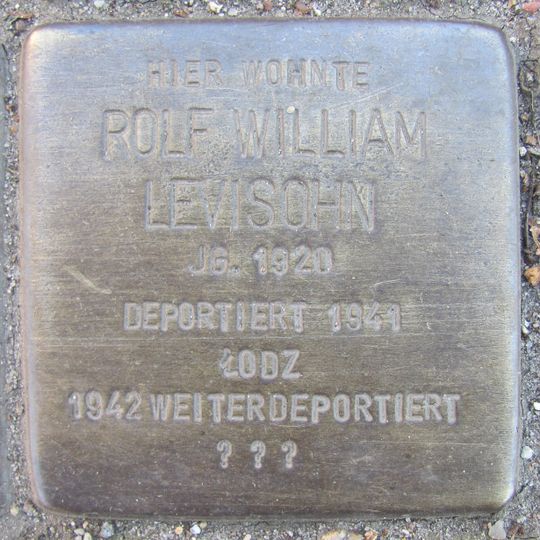 HIER WOHNTE
ROLF WILLIAM
LEVISOHN
JG. 1920
DEPORTIERT 1941
ŁODZ
1942 WEITERDEPORTIERT
? ? ?